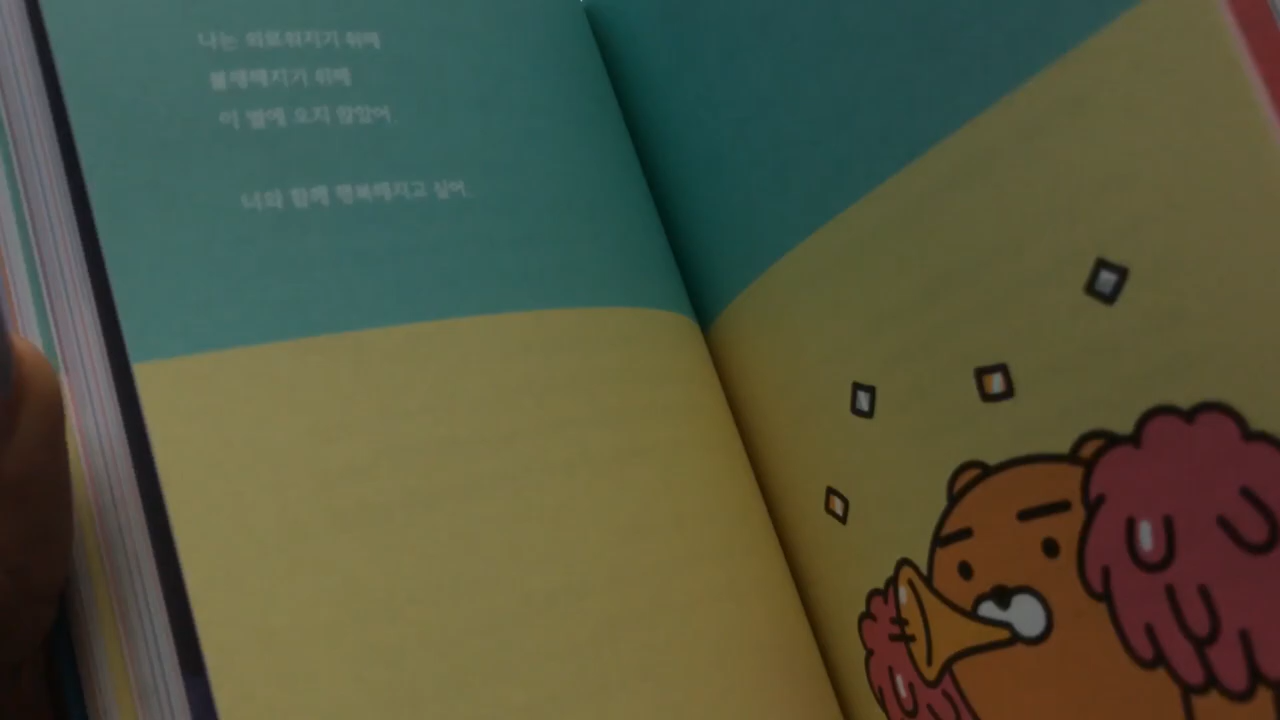 나는 외로워지기 위해
불행해지기 위해
이 별에 오지 않았어.
너와 함께 행복해지고 싶어.